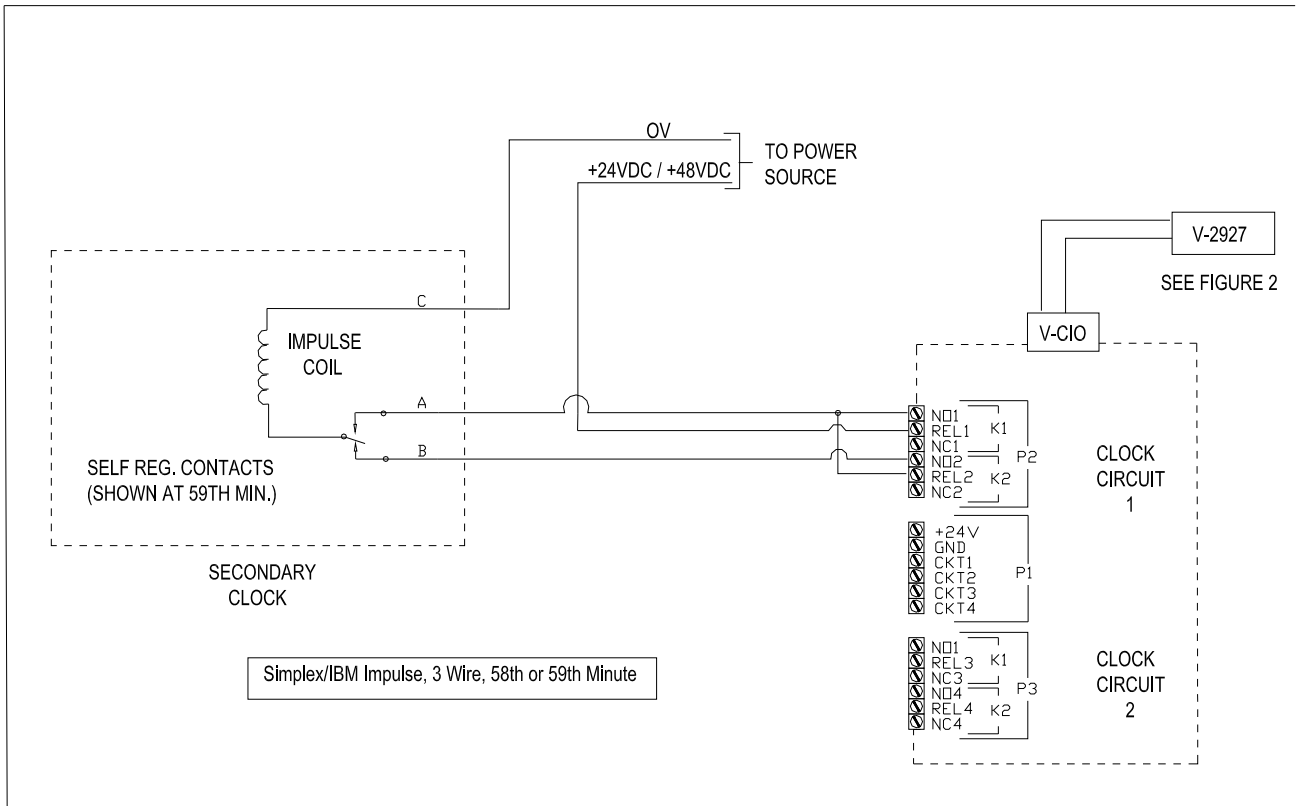 OV
+24VDC / +48VDC
TO POWER
SOURCE
V-2927
SEE FIGURE 2
V-CIO
C
IMPULSE
COIL
A
B
SELF REG. CONTACTS
(SHOWN AT 59TH MIN.)
SECONDARY
CLOCK
NO1
REL1
NC1
NO2
REL2
NC2
K1
K2
P2
CLOCK
CIRCUIT
1
+24V
GND
CKT1
CKT2
CKT3
CKT4
P1
NO1
REL3
NC3
NO4
REL4
NC4
K1
K2
P3
CLOCK
CIRCUIT
2
Simplex/IBM Impulse, 3 Wire, 58th or 59th Minute